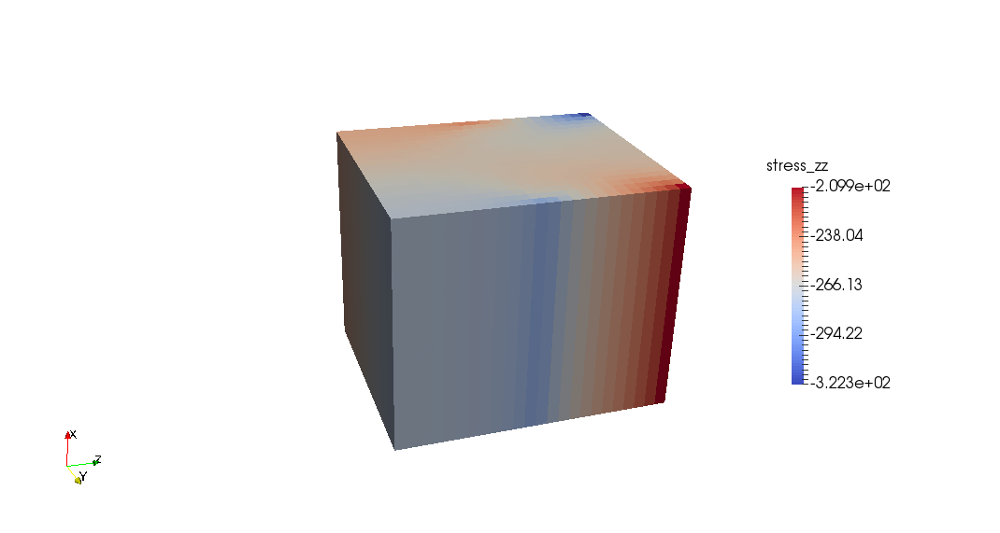 stress_zz
-2.099e+02
-238.04
-266.13
-294.22
-3.223e+02
X
Z
Y